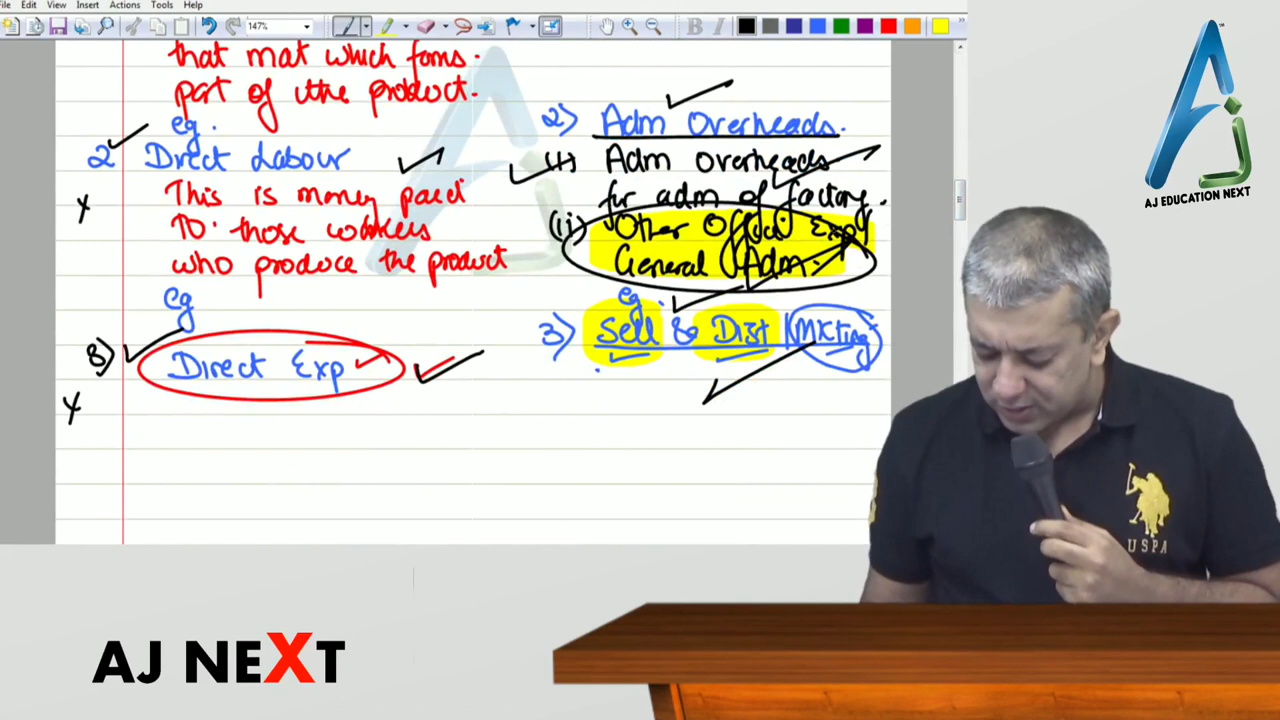 File Edit View Insert Actions Tools Help
147%
B I
that mat which forms.
part of the product.
eg.
2 Direct Labour
This is money paid
To. those workers
who produce the product
eg
3) Direct Exp
2) Adm Overheads.
(i) Adm overheads
for adm of factory.
(ii) Other Office Exp/
General Adm.
eg.
3) Sell & Dist / Mkting
AJ EDUCATION NEXT
USPA
AJ NEXT